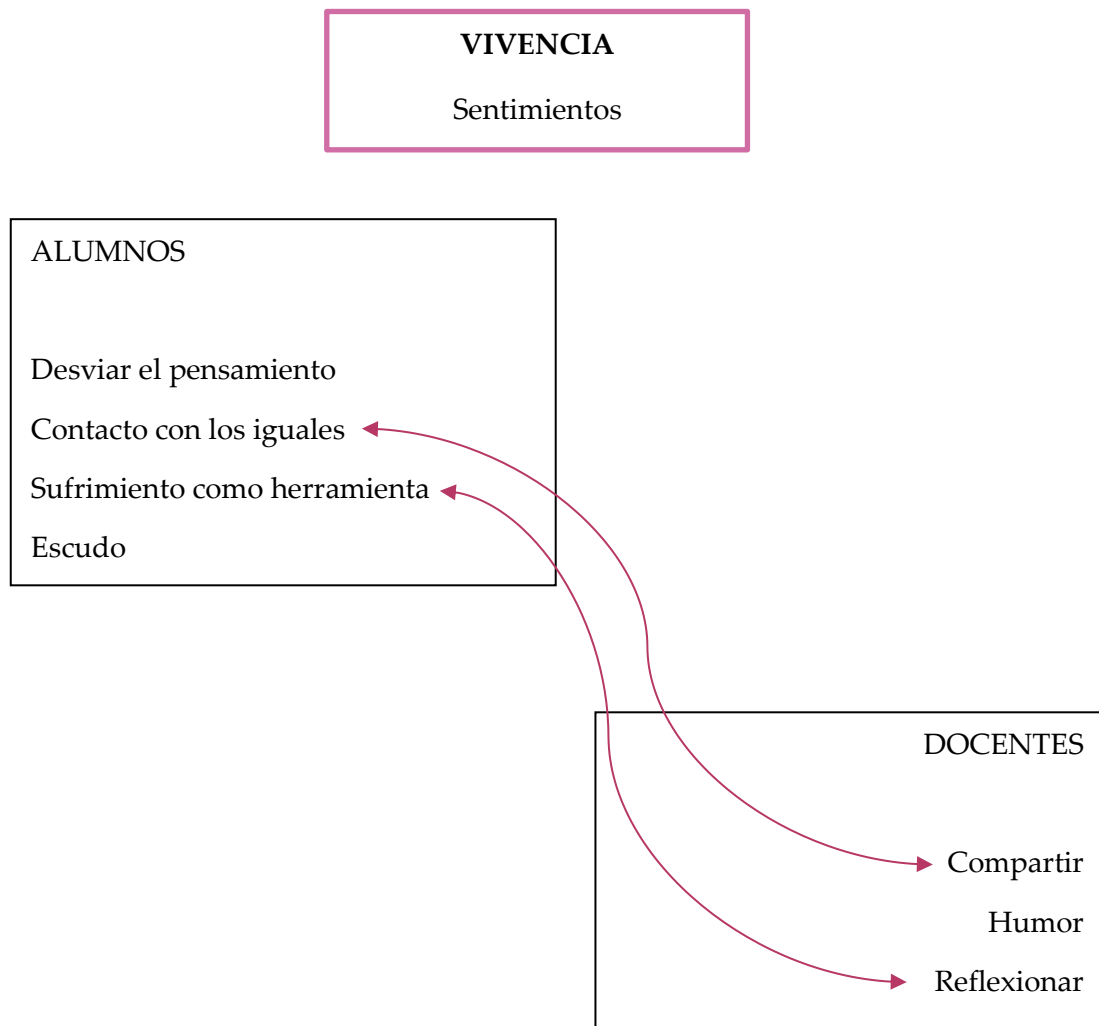 VIVENCIA
Sentimientos
ALUMNOS
Desviar el pensamiento
Contacto con los iguales
Sufrimiento como herramienta
Escudo
DOCENTES
Compartir
Humor
Reflexionar